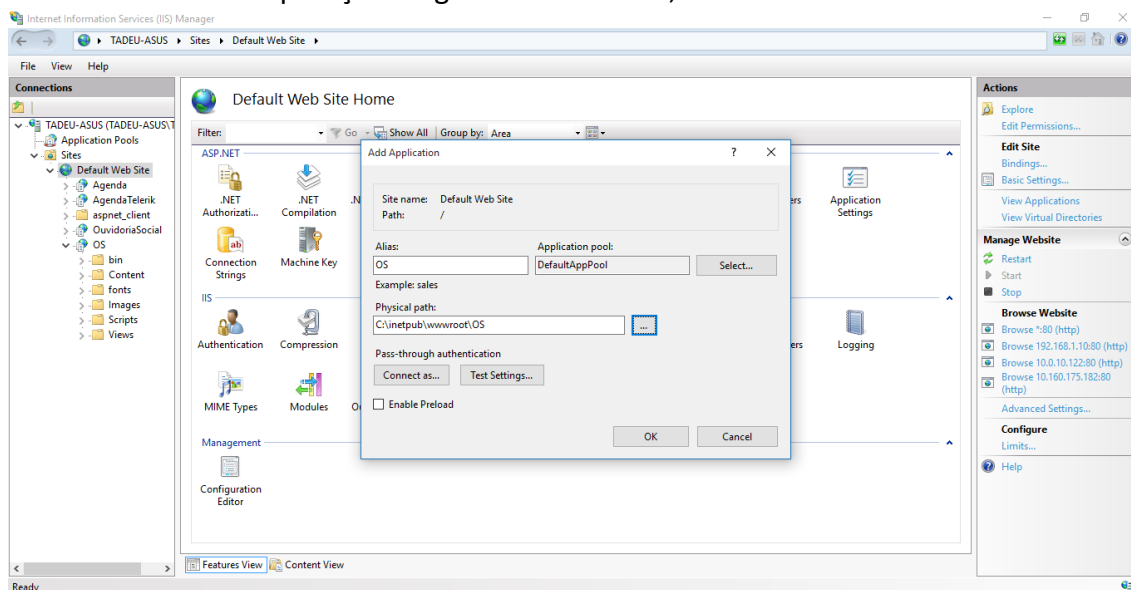 Internet Information Services (IIS) Manager
TADEU-ASUS ▸ Sites ▸ Default Web Site ▸
File View Help
Connections
TADEU-ASUS (TADEU-ASUS\T
Application Pools
Sites
Default Web Site
Agenda
AgendaTelerik
aspnet_client
OuvidoriaSocial
OS
bin
Content
fonts
Images
Scripts
Views
Default Web Site Home
Filter: Go Show All Group by: Area
ASP.NET
.NET Authorizati...
.NET Compilation
.N
ers
Application Settings
Connection Strings
Machine Key
IIS
Authentication
Compression
ers
Logging
MIME Types
Modules
Management
Configuration Editor
Add Application ?
Site name: Default Web Site
Path: /
Alias: Application pool:
OS DefaultAppPool Select...
Example: sales
Physical path:
C:\inetpub\wwwroot\OS ...
Pass-through authentication
Connect as... Test Settings...
Enable Preload
OK Cancel
Actions
Explore
Edit Permissions...
Edit Site
Bindings...
Basic Settings...
View Applications
View Virtual Directories
Manage Website
Restart
Start
Stop
Browse Website
Browse *:80 (http)
Browse 192.168.1.10:80 (http)
Browse 10.0.10.122:80 (http)
Browse 10.160.175.182:80
(http)
Advanced Settings...
Configure
Limits...
Help
Features View Content View
Ready